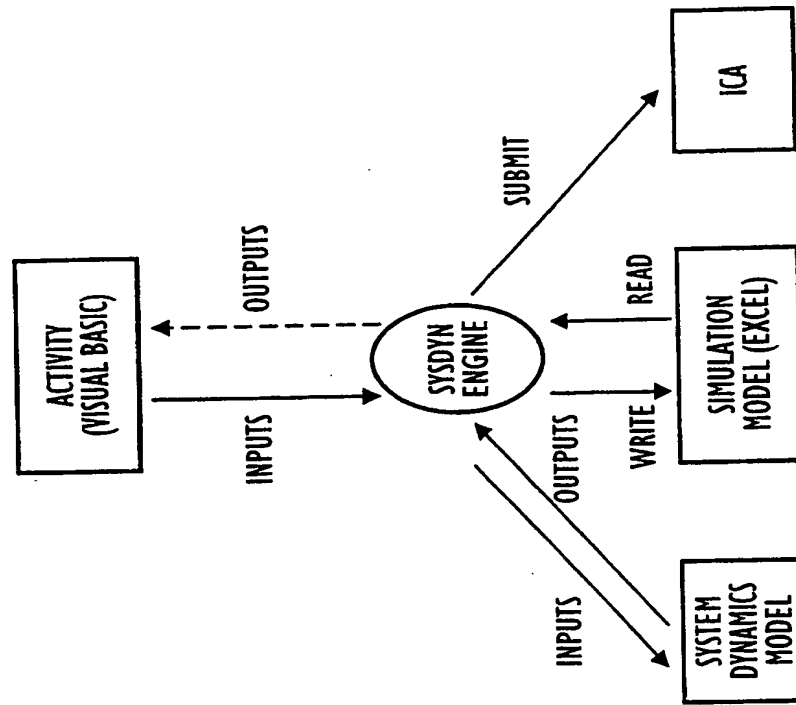 ACTIVITY
(VISUAL BASIC)
INPUTS
OUTPUTS
SYSDYN
ENGINE
INPUTS
OUTPUTS
WRITE
READ
SUBMIT
SYSTEM
DYNAMICS
MODEL
SIMULATION
MODEL (EXCEL)
ICA